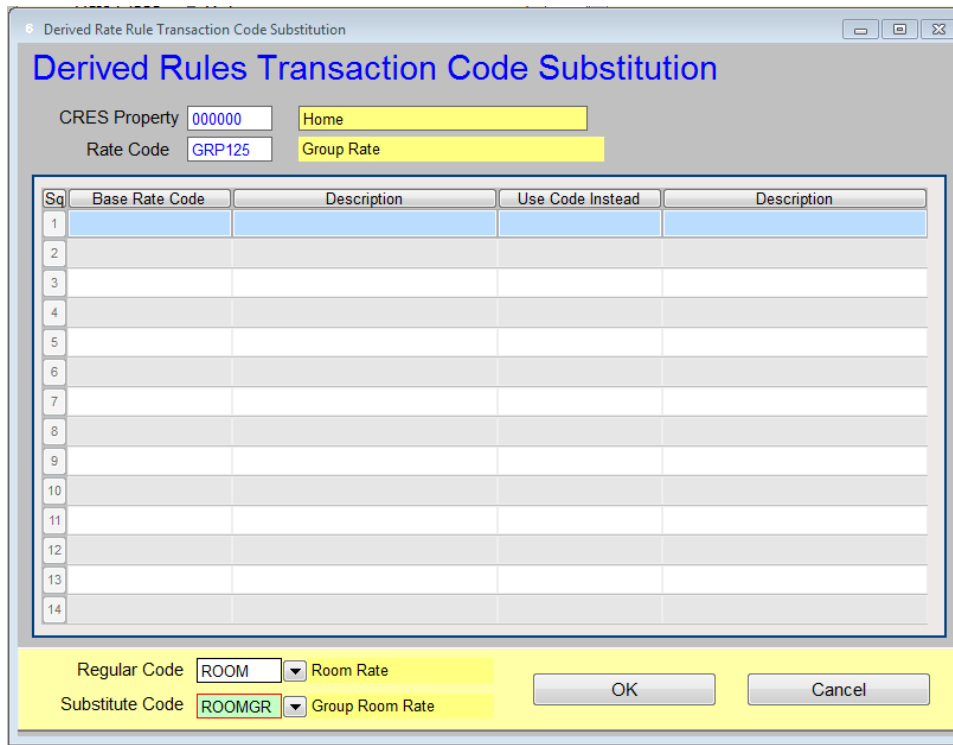 Derived Rate Rule Transaction Code Substitution
Derived Rules Transaction Code Substitution
CRES Property 000000 Home
Rate Code GRP125 Group Rate
Sq Base Rate Code Description Use Code Instead Description
1
2
3
4
5
6
7
8
9
10
11
12
13
14
Regular Code ROOM Room Rate
Substitute Code ROOMGR Group Room Rate
OK Cancel